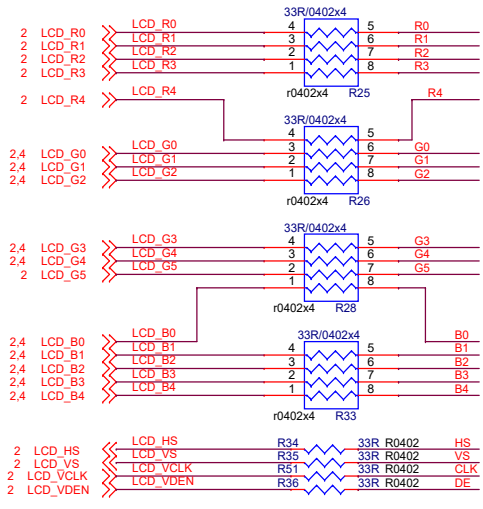 33R/0402x4
2 LCD_R0 LCD_R0 4 5 R0
2 LCD_R1 LCD_R1 3 6 R1
2 LCD_R2 LCD_R2 2 7 R2
2 LCD_R3 LCD_R3 1 8 R3
r0402x4 R25
2 LCD_R4 LCD_R4 R4
33R/0402x4
4 5
2,4 LCD_G0 LCD_G0 3 6 G0
2,4 LCD_G1 LCD_G1 2 7 G1
2,4 LCD_G2 LCD_G2 1 8 G2
r0402x4 R26
33R/0402x4
2,4 LCD_G3 LCD_G3 4 5 G3
2,4 LCD_G4 LCD_G4 3 6 G4
2 LCD_G5 LCD_G5 2 7 G5
1 8
r0402x4 R28
2,4 LCD_B0 LCD_B0 33R/0402x4 B0
2,4 LCD_B1 LCD_B1 4 5 B1
2,4 LCD_B2 LCD_B2 3 6 B2
2,4 LCD_B3 LCD_B3 2 7 B3
2,4 LCD_B4 LCD_B4 1 8 B4
r0402x4 R33
2 LCD_HS LCD_HS R34 33R R0402 HS
2 LCD_VS LCD_VS R35 33R R0402 VS
2 LCD_VCLK LCD_VCLK R51 33R R0402 CLK
2 LCD_VDEN LCD_VDEN R36 33R R0402 DE